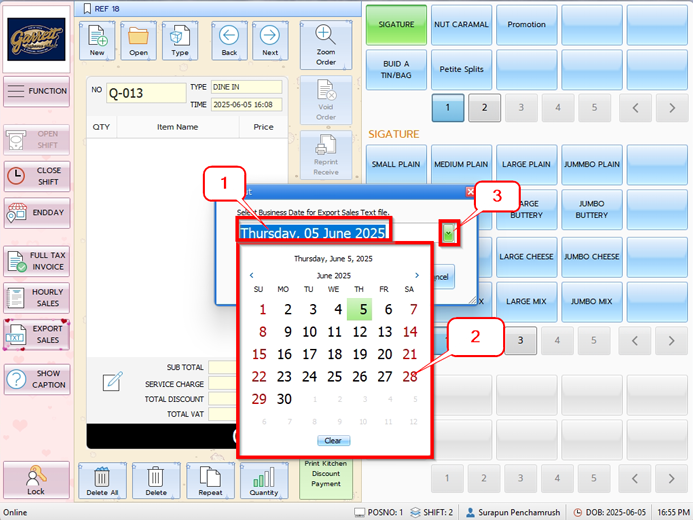 Garrett
REF 18
FUNCTION
OPEN SHIFT
CLOSE SHIFT
ENDDAY
FULL TAX INVOICE
HOURLY SALES
EXPORT SALES
TXT
SHOW CAPTION
Lock
New
Open
Type
Back
Next
Zoom Order
Void Order
Reprint Receive
NO Q-013
TYPE DINE IN
TIME 2025-06-05 16:08
QTY Item Name Price
1
2
3
Select Business Date for Export Sales Text file.
Thursday, 05 June 2025
Thursday, June 5, 2025
June 2025
SU MO TU WE TH FR SA
1 2 3 4 5 6 7
8 9 10 11 12 13 14
15 16 17 18 19 20 21
22 23 24 25 26 27 28
29 30 1 2 3 4 5
6 7 8 9 10 11 12
Clear
SUB TOTAL
SERVICE CHARGE
TOTAL DISCOUNT
TOTAL VAT
Delete All
Delete
Repeat
Quantity
Print Kitchen
Discount
Payment
SIGATURE
NUT CARAMAL
Promotion
BUID A TIN/BAG
Petite Splits
1 2 3 4 5
SIGATURE
SMALL PLAIN
MEDIUM PLAIN
LARGE PLAIN
JUMMBO PLAIN
BUTTERY
JUMBO BUTTERY
LARGE CHEESE
JUMBO CHEESE
LARGE MIX
JUMBO MIX
3 4 5
1 2 3 4 5
Online
POSNO: 1
SHIFT: 2
Surapun Penchamrush
DOB: 2025-06-05
16:55 PM